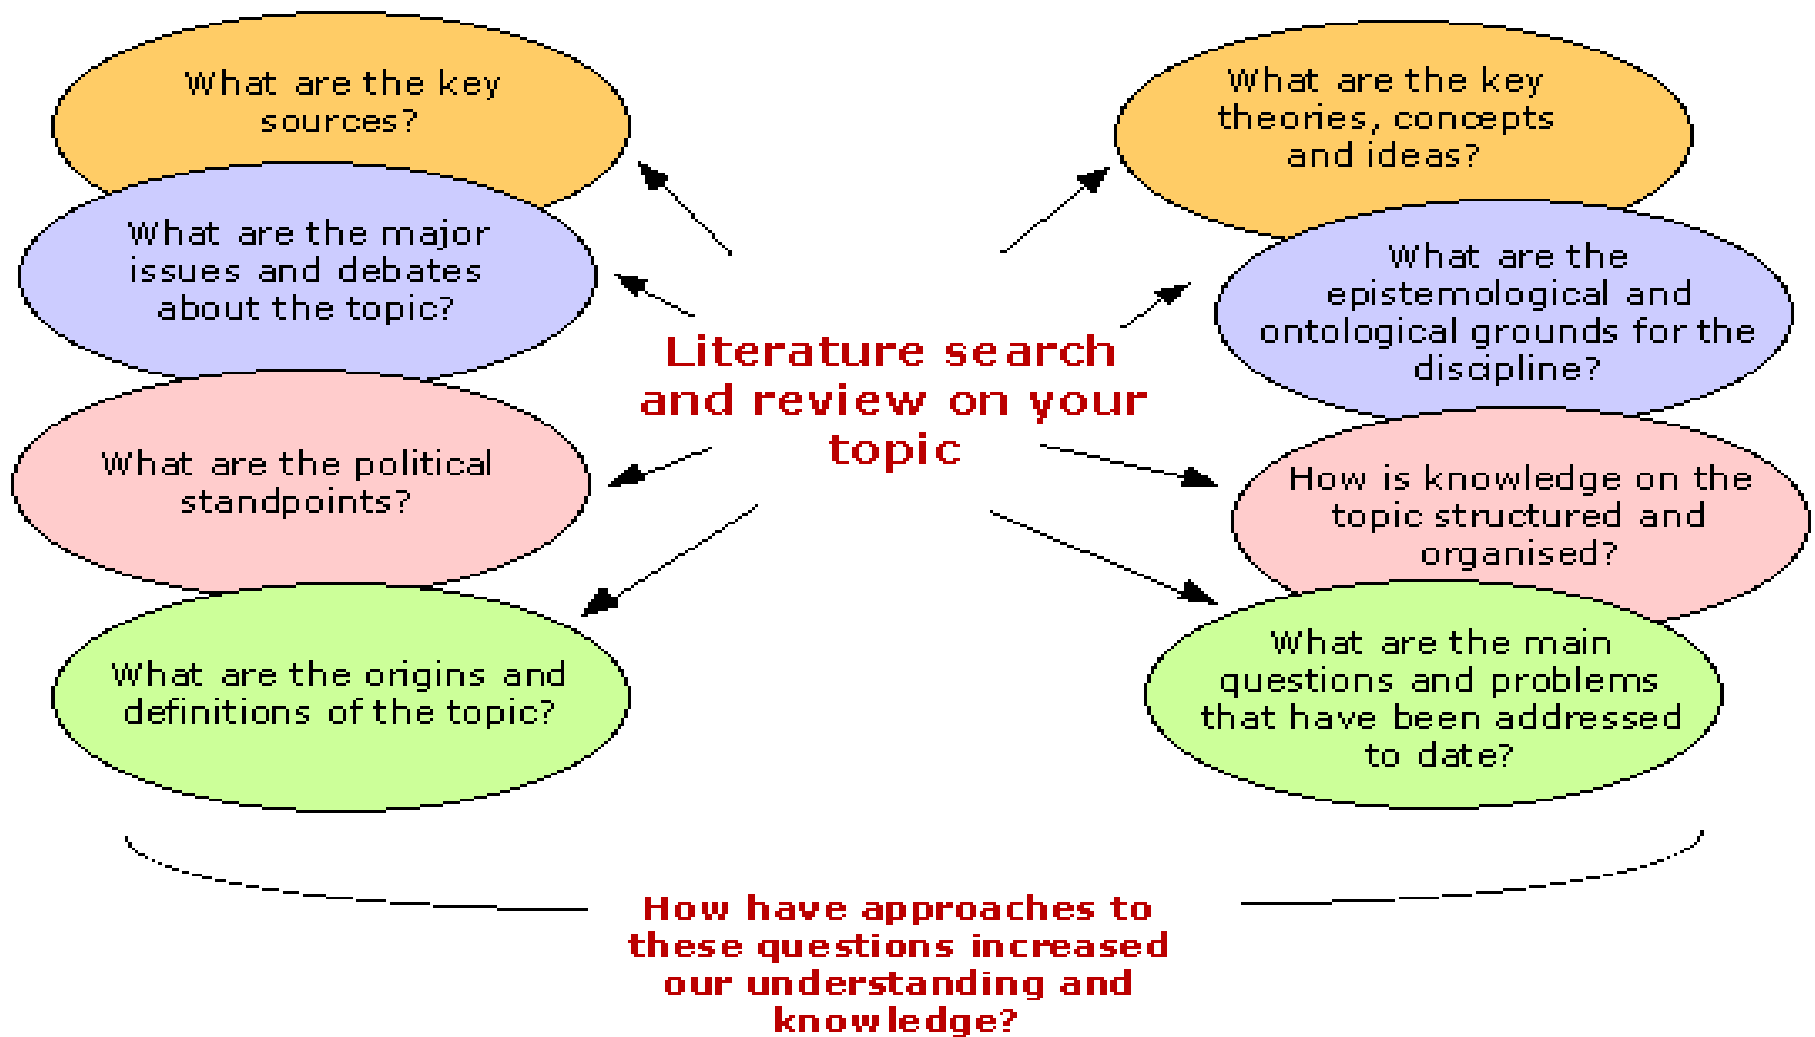 What are the key
sources?
What are the major
issues and debates
about the topic?
What are the political
standpoints?
What are the origins and
definitions of the topic?
Literature search
and review on your
topic
What are the key
theories, concepts
and ideas?
What are the
epistemological and
ontological grounds for the
discipline?
How is knowledge on the
topic structured and
organised?
What are the main
questions and problems
that have been addressed
to date?
How have approaches to
these questions increased
our understanding and
knowledge?